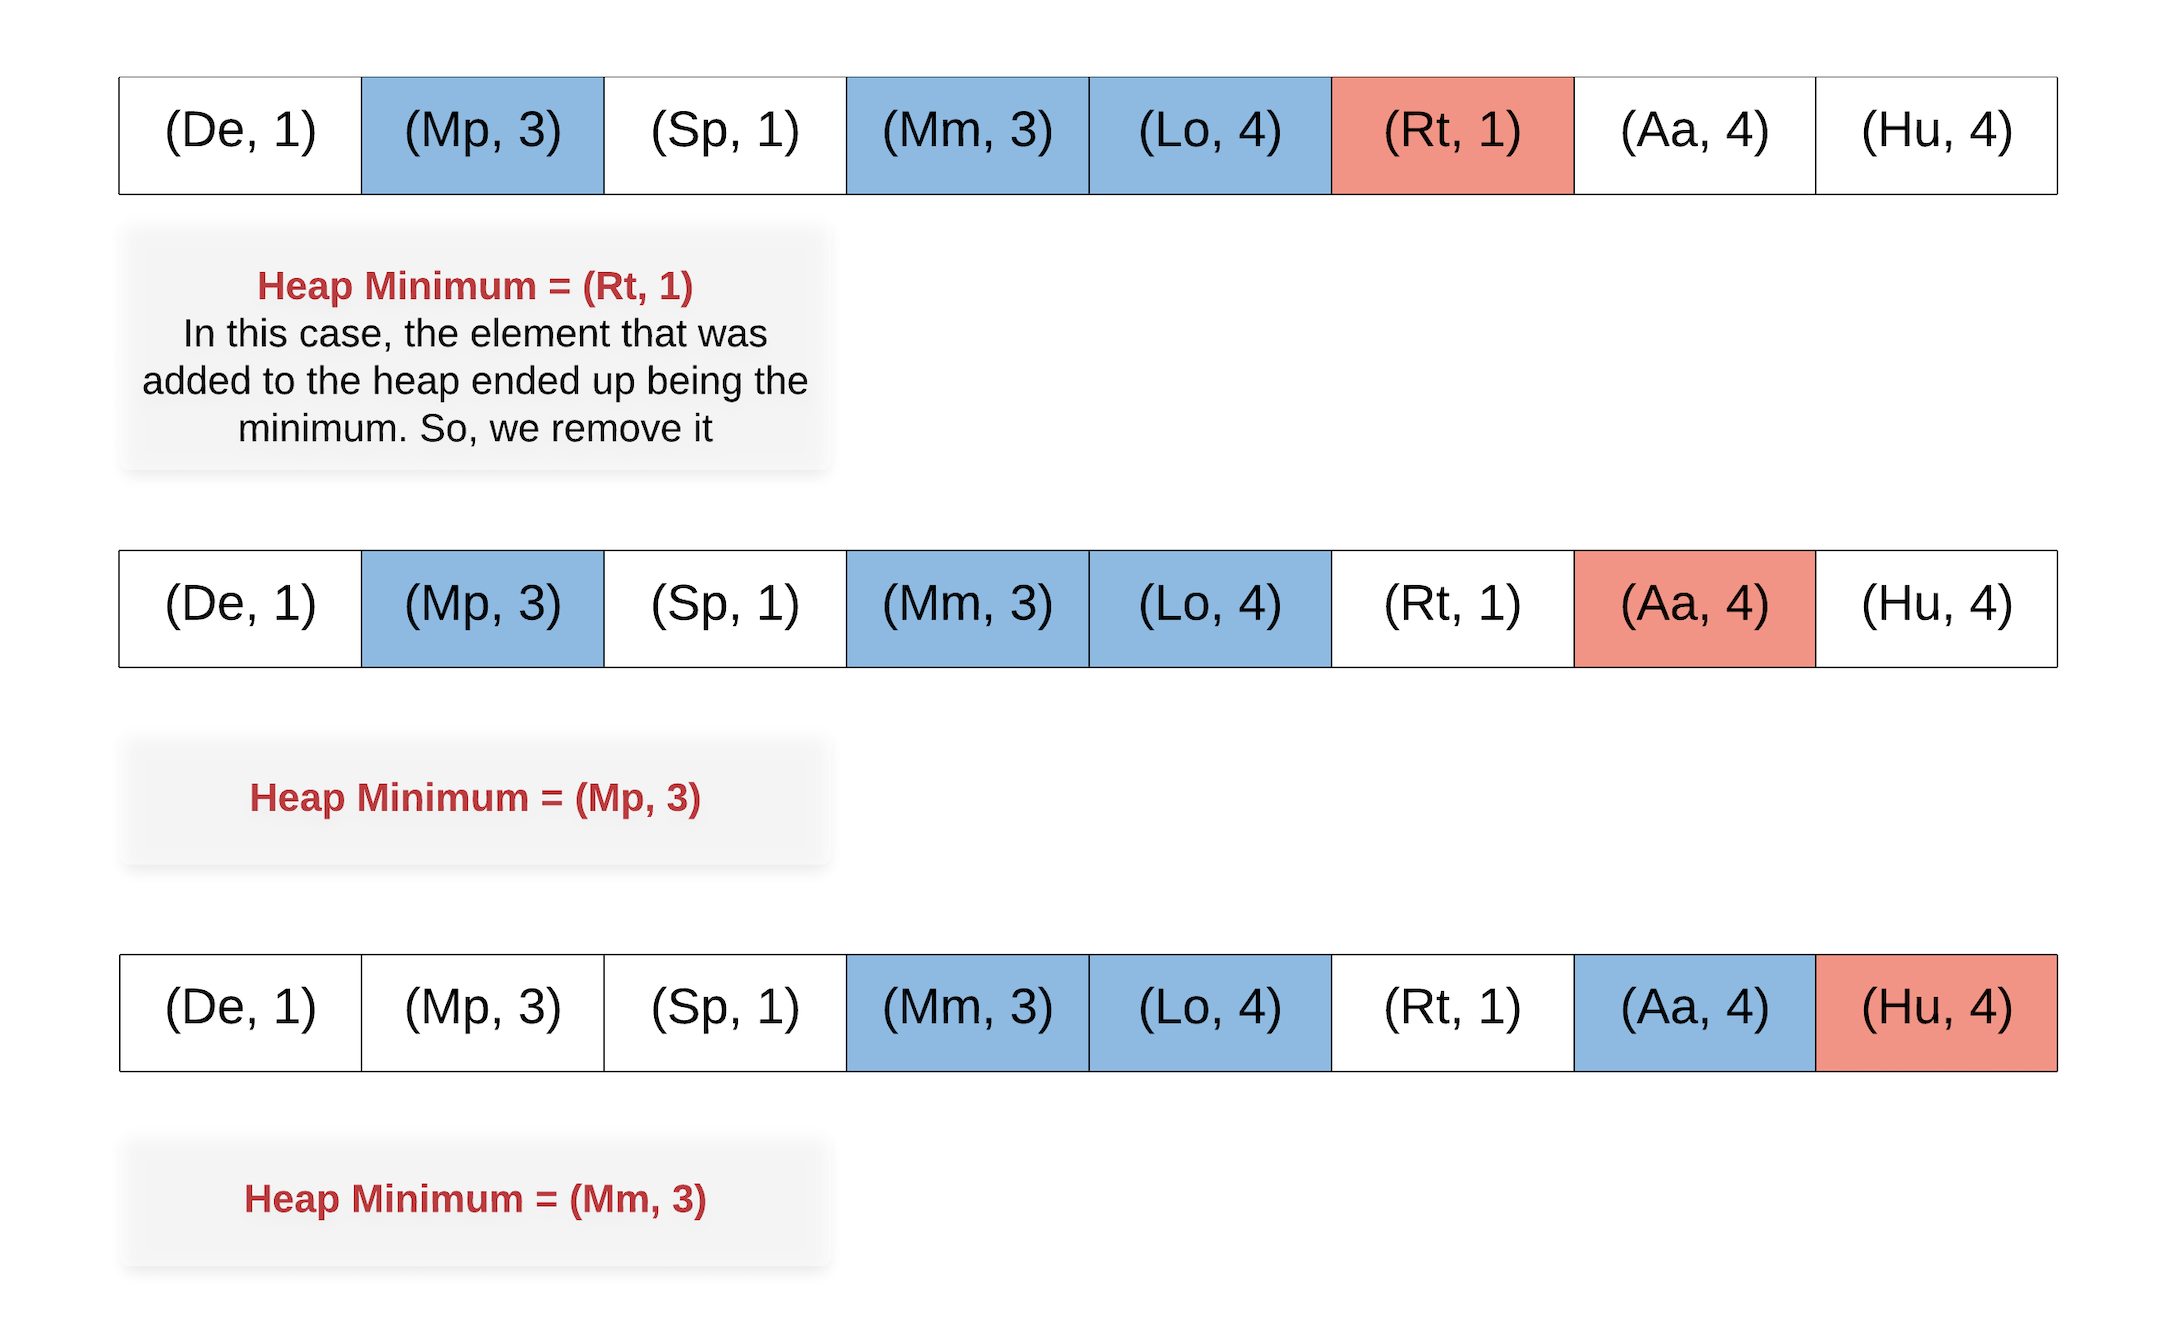 (De, 1) (Mp, 3) (Sp, 1) (Mm, 3) (Lo, 4) (Rt, 1) (Aa, 4) (Hu, 4)
Heap Minimum = (Rt, 1)
In this case, the element that was
added to the heap ended up being the
minimum. So, we remove it
(De, 1) (Mp, 3) (Sp, 1) (Mm, 3) (Lo, 4) (Rt, 1) (Aa, 4) (Hu, 4)
Heap Minimum = (Mp, 3)
(De, 1) (Mp, 3) (Sp, 1) (Mm, 3) (Lo, 4) (Rt, 1) (Aa, 4) (Hu, 4)
Heap Minimum = (Mm, 3)